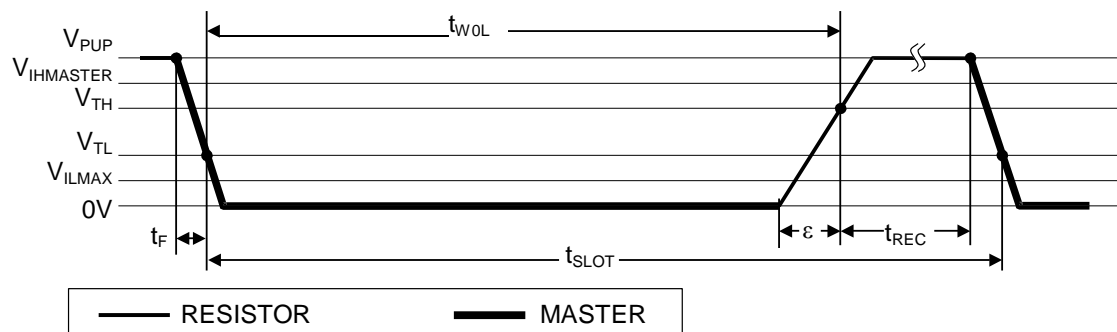 tW0L
VPUP
VIHMASTER
VTH
VTL
VILMAX
0V
tF
ε
tREC
tSLOT
RESISTOR
MASTER